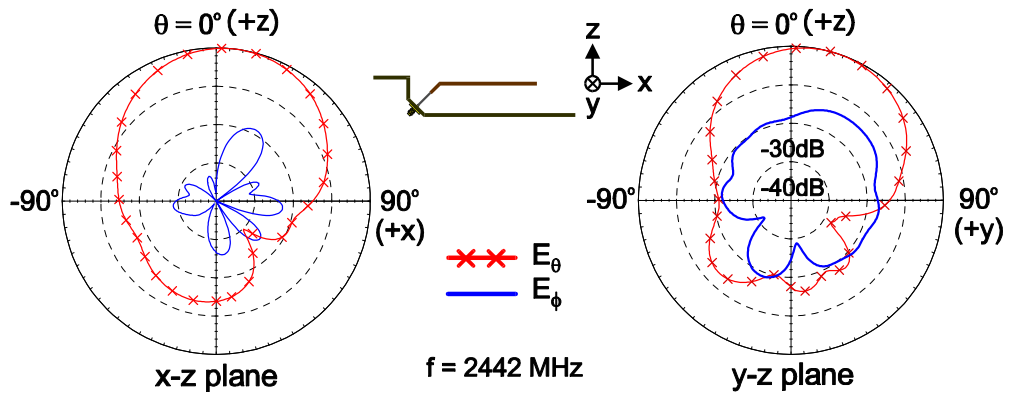 θ = 0° (+z)
-90°
90°
(+x)
x-z plane
z
x
y
Eθ
Eϕ
f = 2442 MHz
θ = 0° (+z)
-30dB
-40dB
-90°
90°
(+y)
y-z plane